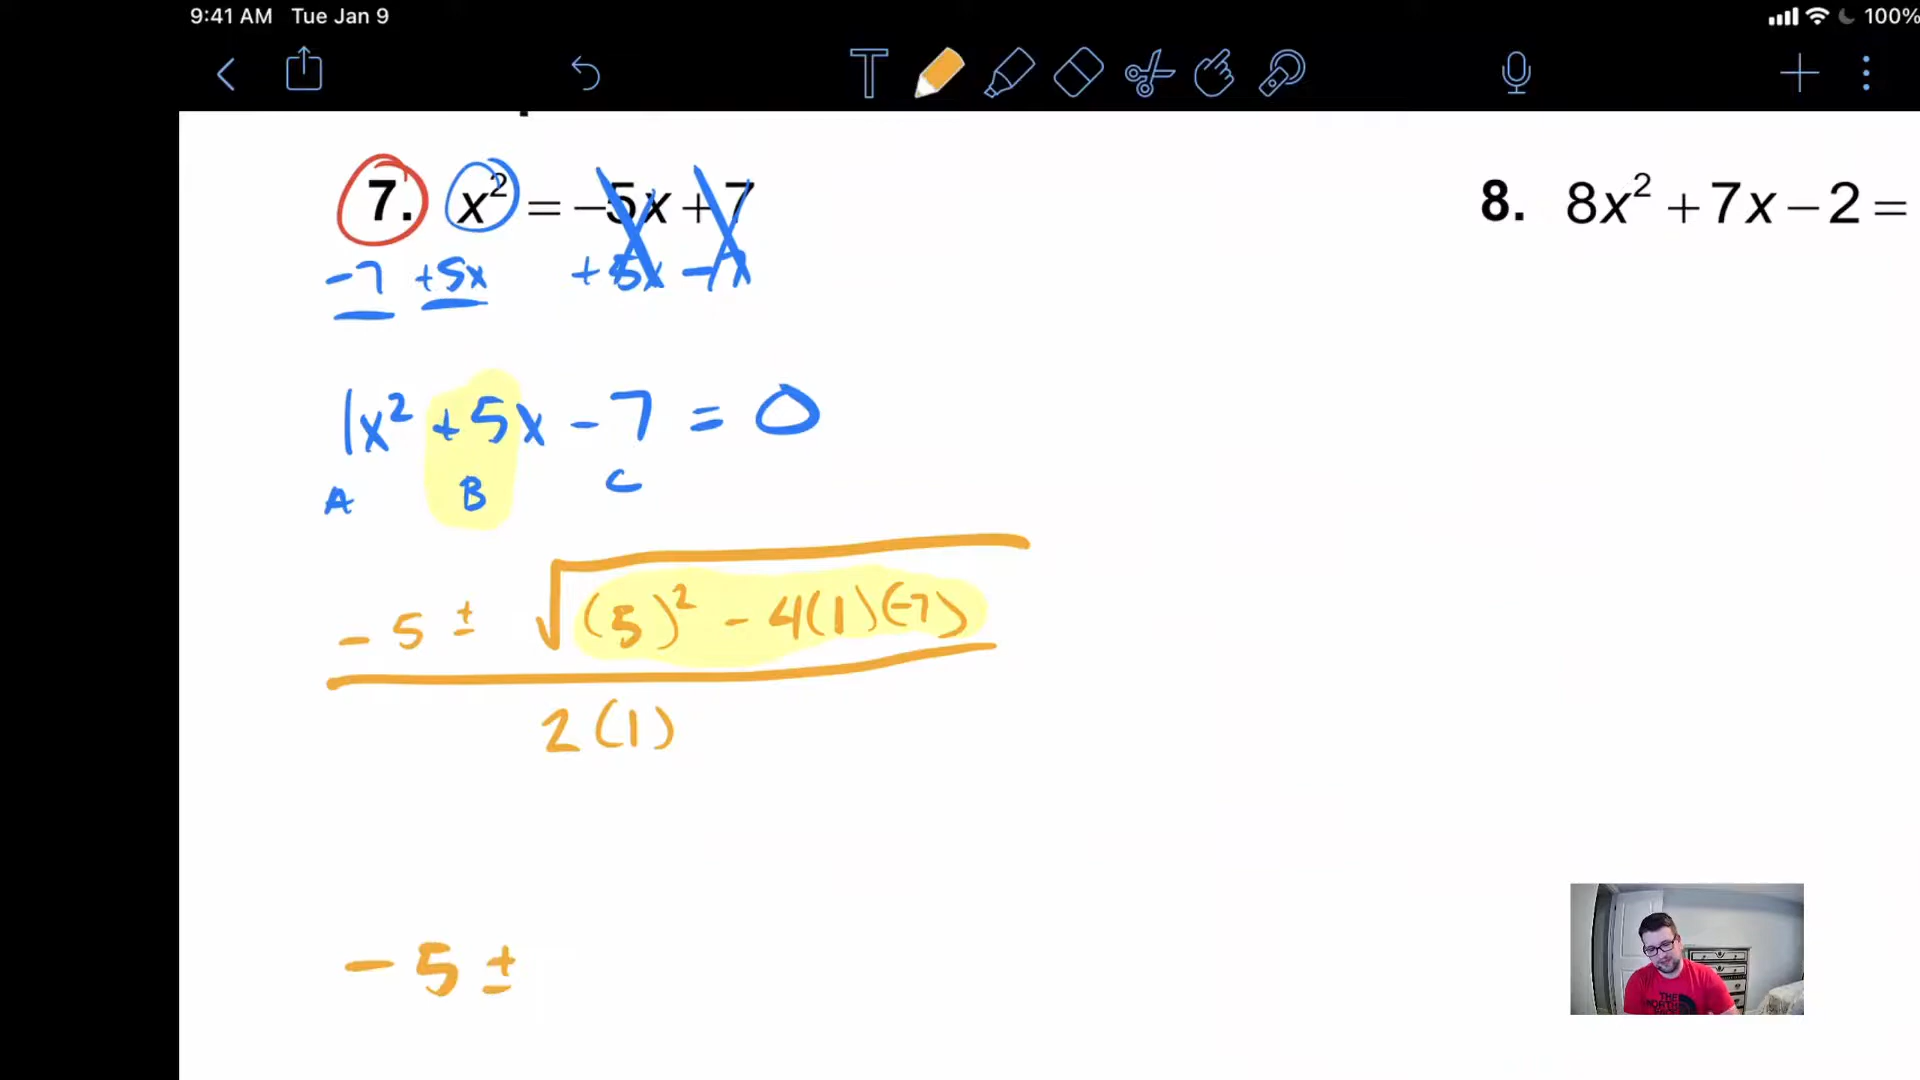 9:41 AM Tue Jan 9 100%
T
7. x² = −5x + 7
-7 +5x +5x -7
8. 8x² + 7x − 2 =
1x² +5x - 7 = 0
A B C
-5 ± √(5)² - 4(1)(-7)
2(1)
-5 ±
THE
NORTH